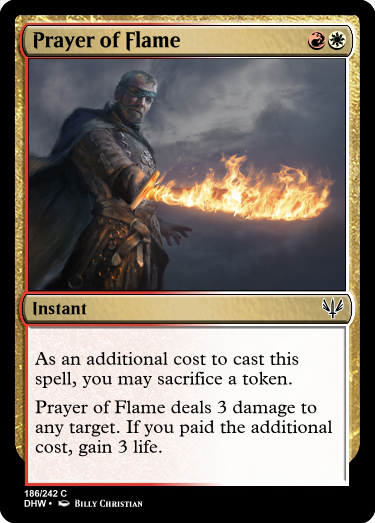 Prayer of Flame
Instant
As an additional cost to cast this
spell, you may sacrifice a token.
Prayer of Flame deals 3 damage to
any target. If you paid the additional
cost, gain 3 life.
186/242 C
DHW • Billy Christian